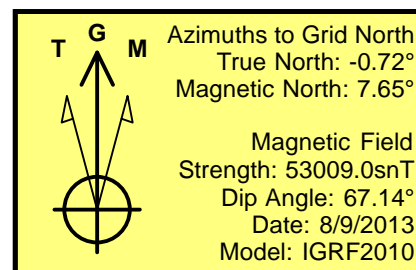 T G M
Azimuths to Grid North
True North: -0.72°
Magnetic North: 7.65°
Magnetic Field
Strength: 53009.0snT
Dip Angle: 67.14°
Date: 8/9/2013
Model: IGRF2010